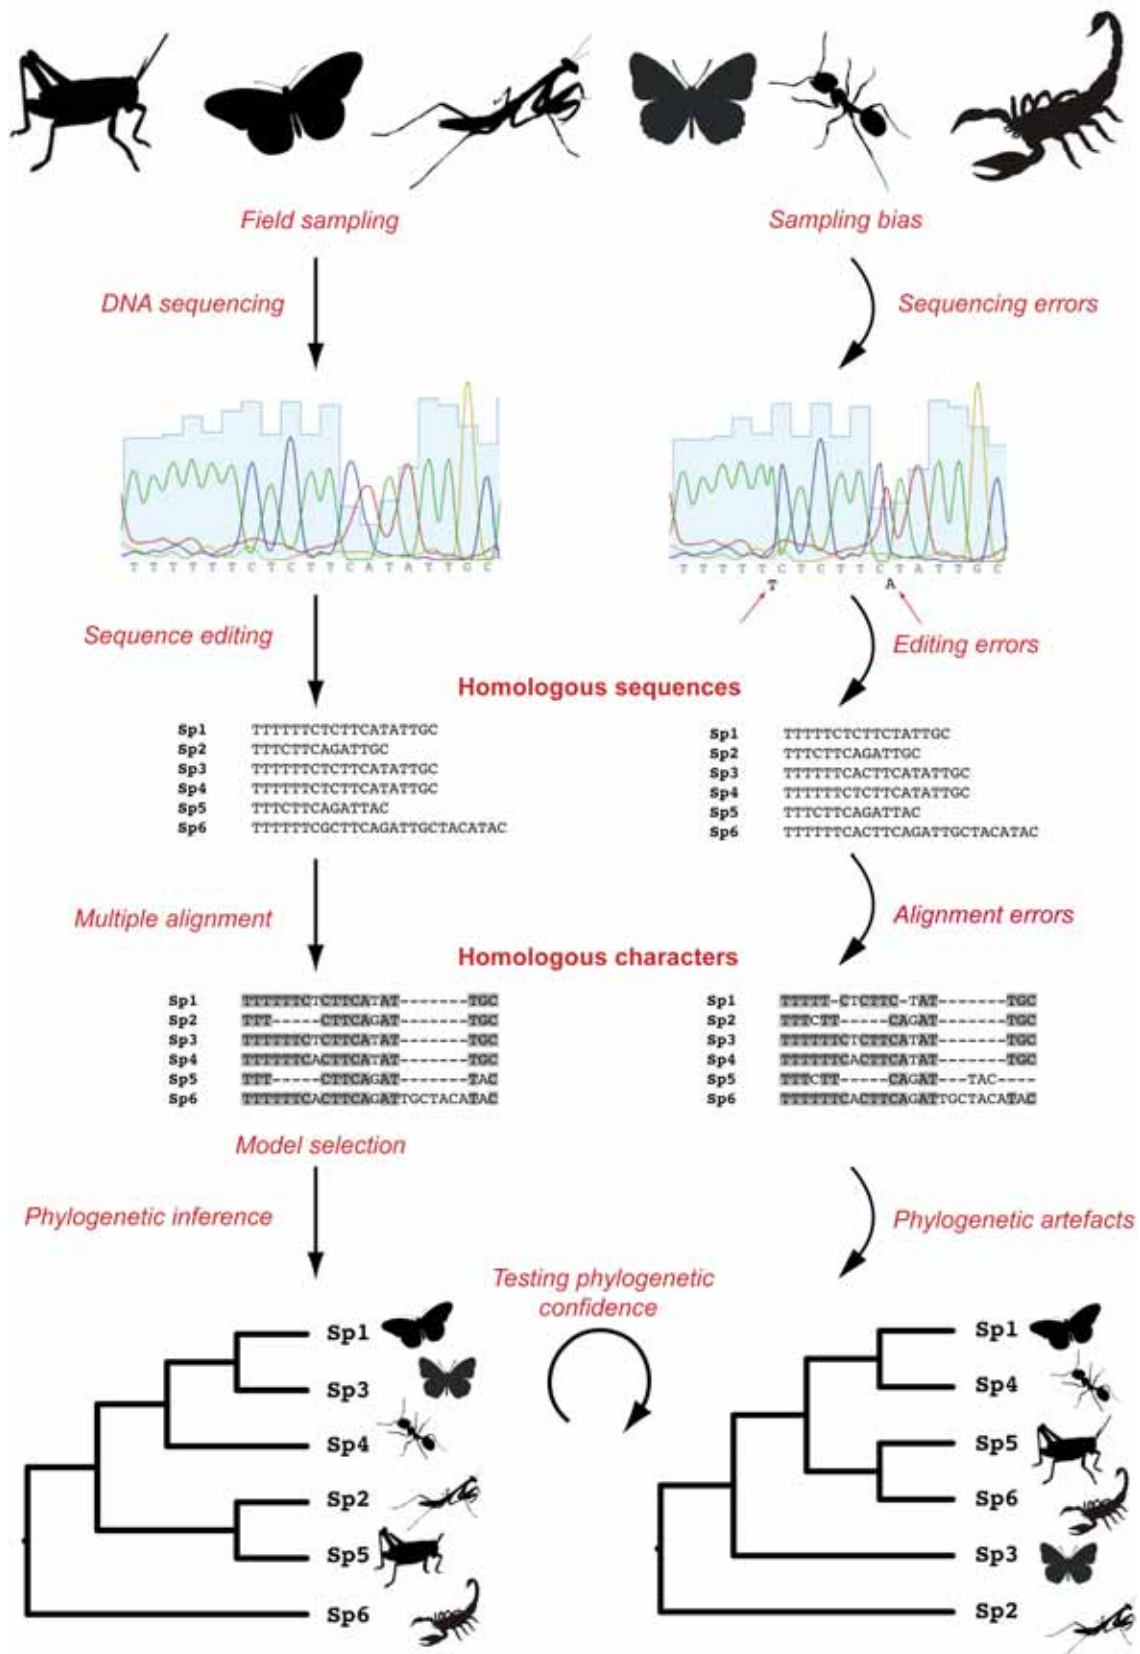 Field sampling
Sampling bias
DNA sequencing
Sequencing errors
T T T T T T C T C T T C A T A T T G C
T T T T T C T C T T C T A T T G C
T
A
Sequence editing
Editing errors
Homologous sequences
Sp1 TTTTTTCTCTTCATATTGC
Sp2 TTTCTTCAGATTGC
Sp3 TTTTTTCTCTTCATATTGC
Sp4 TTTTTTCTCTTCATATTGC
Sp5 TTTCTTCAGATTAC
Sp6 TTTTTTCGCTTCAGATTGCTACATAC
Sp1 TTTTTCTCTTCTATTGC
Sp2 TTTCTTCAGATTGC
Sp3 TTTTTTCACTTCATATTGC
Sp4 TTTTTTCTCTTCATATTGC
Sp5 TTTCTTCAGATTAC
Sp6 TTTTTTCACTTCAGATTGCTACATAC
Multiple alignment
Alignment errors
Homologous characters
Sp1 TTTTTTCTCTTCATAT-------TGC
Sp2 TTT-----CTTCAGAT-------TGC
Sp3 TTTTTTCTCTTCATAT-------TGC
Sp4 TTTTTTCACTTCATAT-------TGC
Sp5 TTT-----CTTCAGAT-------TAC
Sp6 TTTTTTCACTTCAGATTGCTACATAC
Sp1 TTTTT-CTCTTC-TAT-------TGC
Sp2 TTTCTT-----CAGAT-------TGC
Sp3 TTTTTTCTCTTCATAT-------TGC
Sp4 TTTTTTCACTTCATAT-------TGC
Sp5 TTTCTT-----CAGAT---TAC----
Sp6 TTTTTTCACTTCAGATTGCTACATAC
Model selection
Phylogenetic inference
Phylogenetic artefacts
Testing phylogenetic
confidence
Sp1
Sp3
Sp4
Sp2
Sp5
Sp6
Sp1
Sp4
Sp5
Sp6
Sp3
Sp2